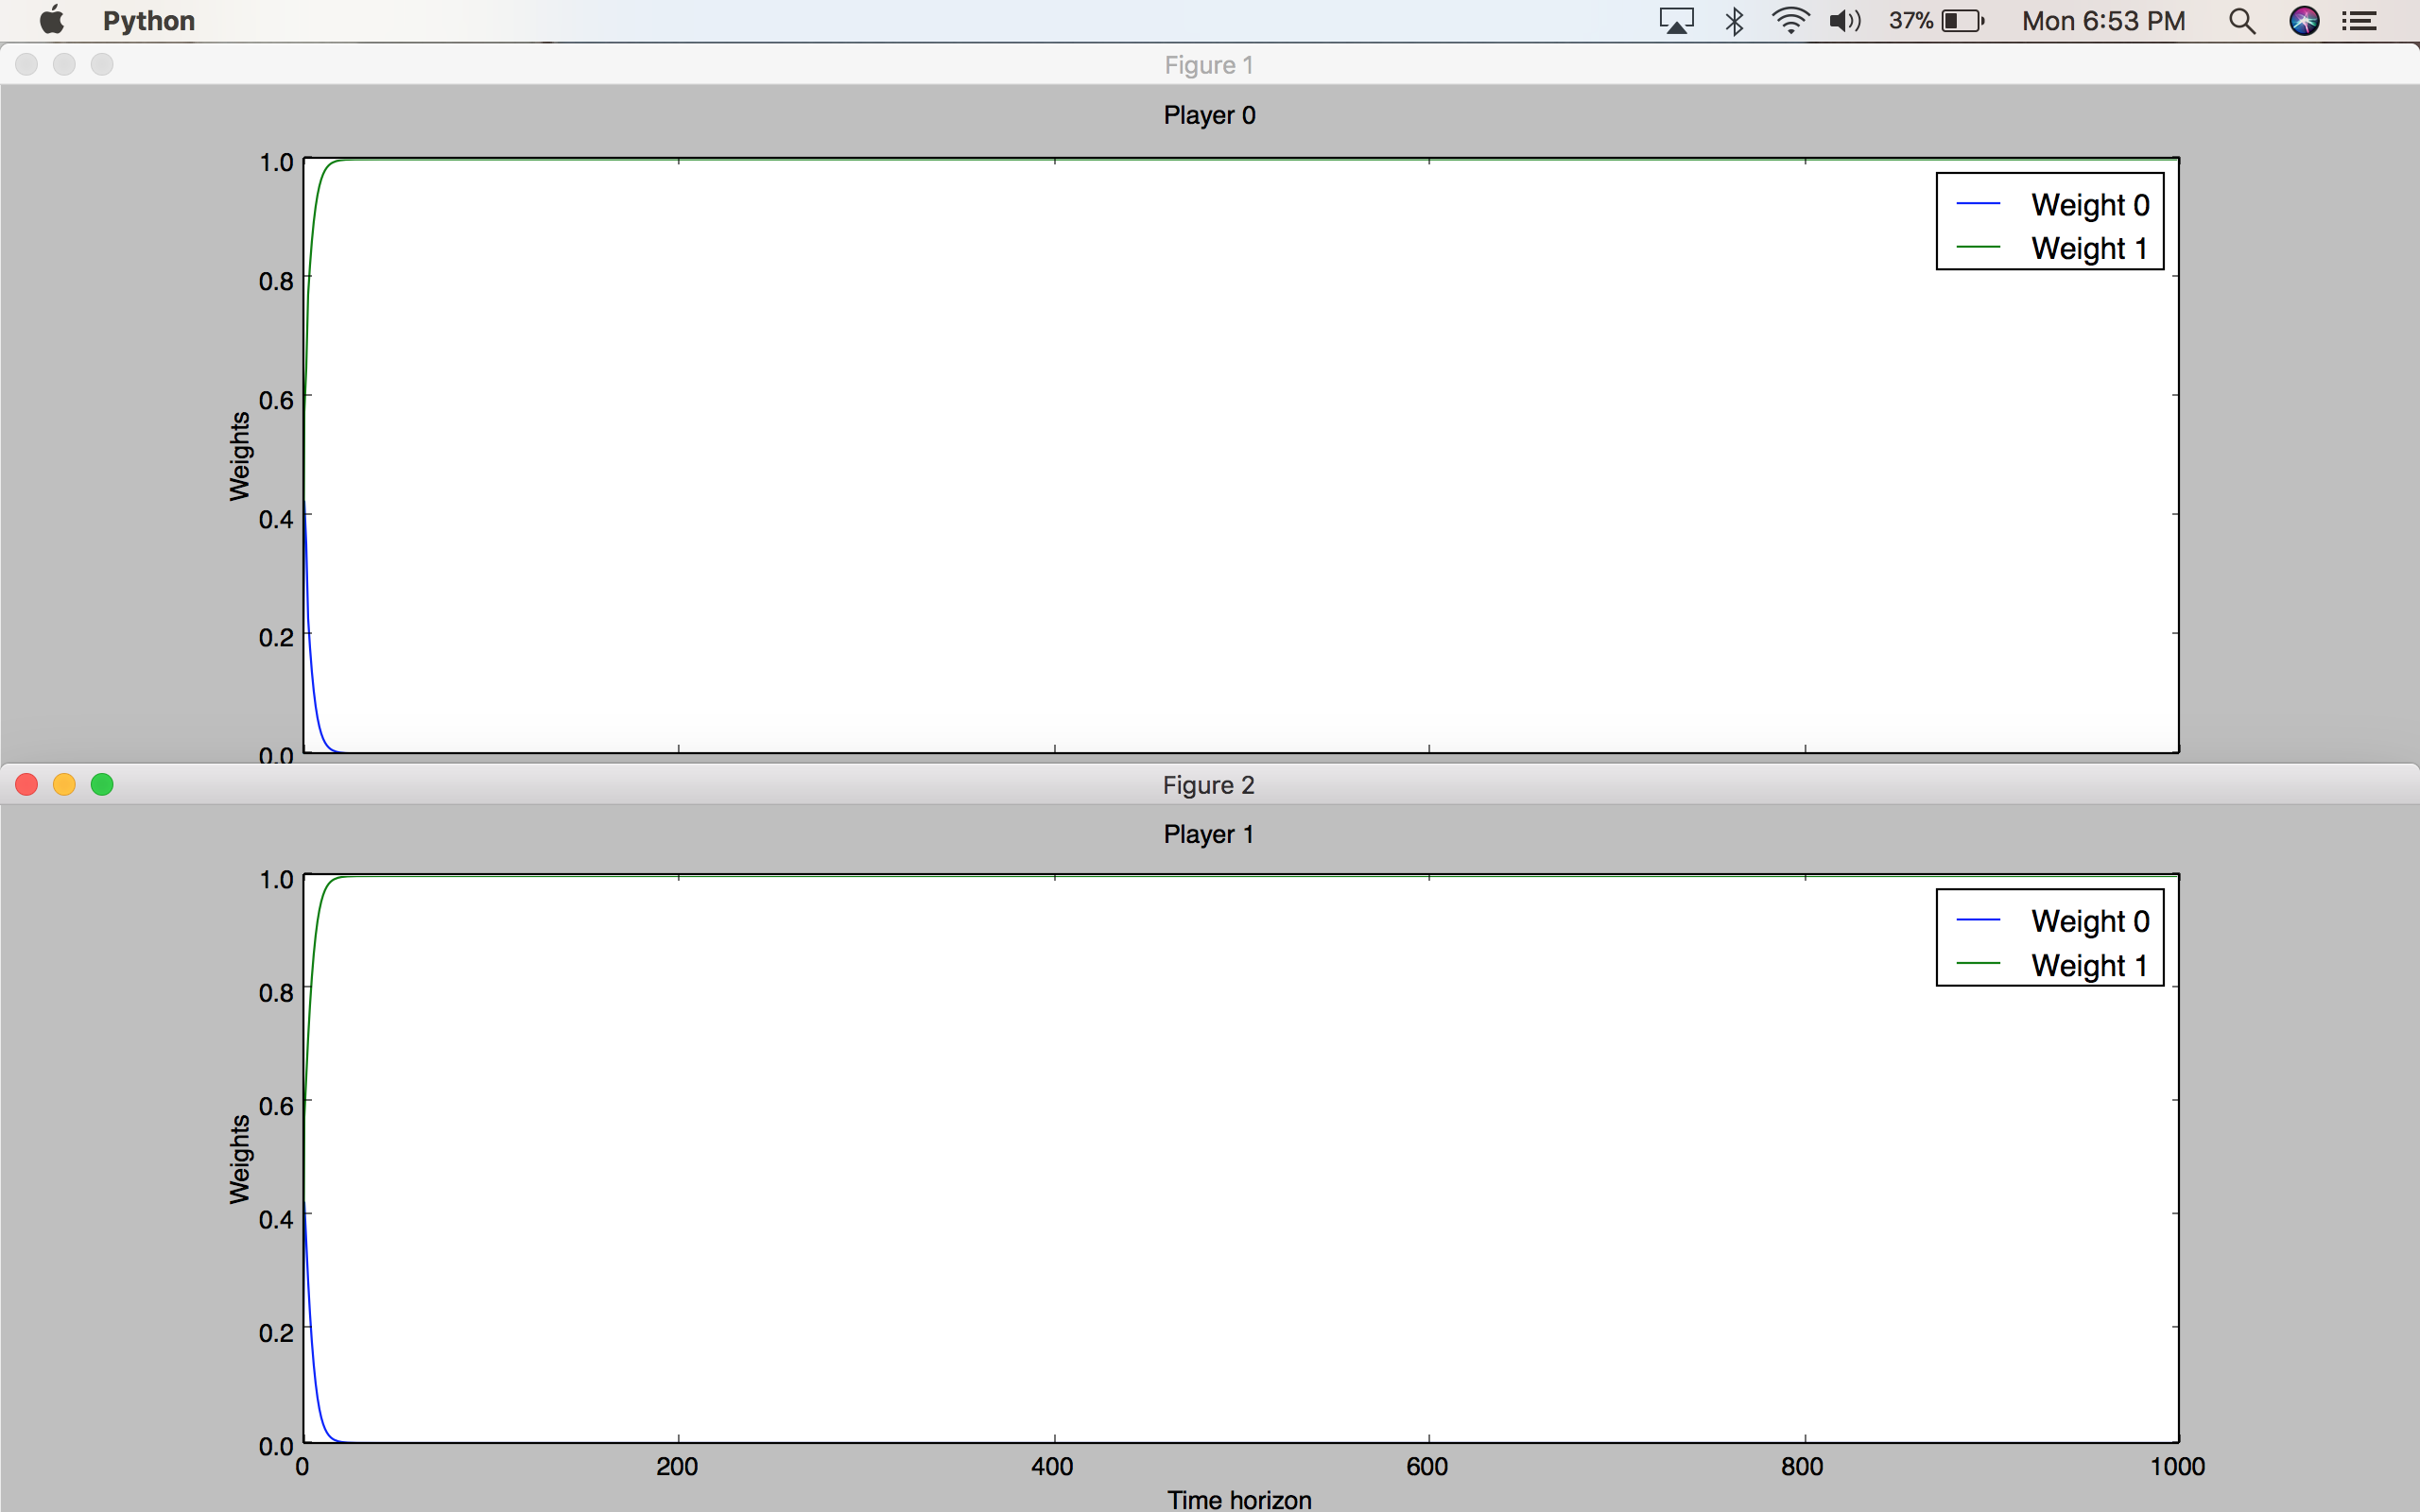 Python 37% Mon 6:53 PM
Figure 1
Player 0
1.0
0.8
0.6
0.4
0.2
0.0
Weights
Weight 0
Weight 1
Figure 2
Player 1
1.0
0.8
0.6
0.4
0.2
0.0
Weights
Weight 0
Weight 1
0 200 400 600 800 1000
Time horizon